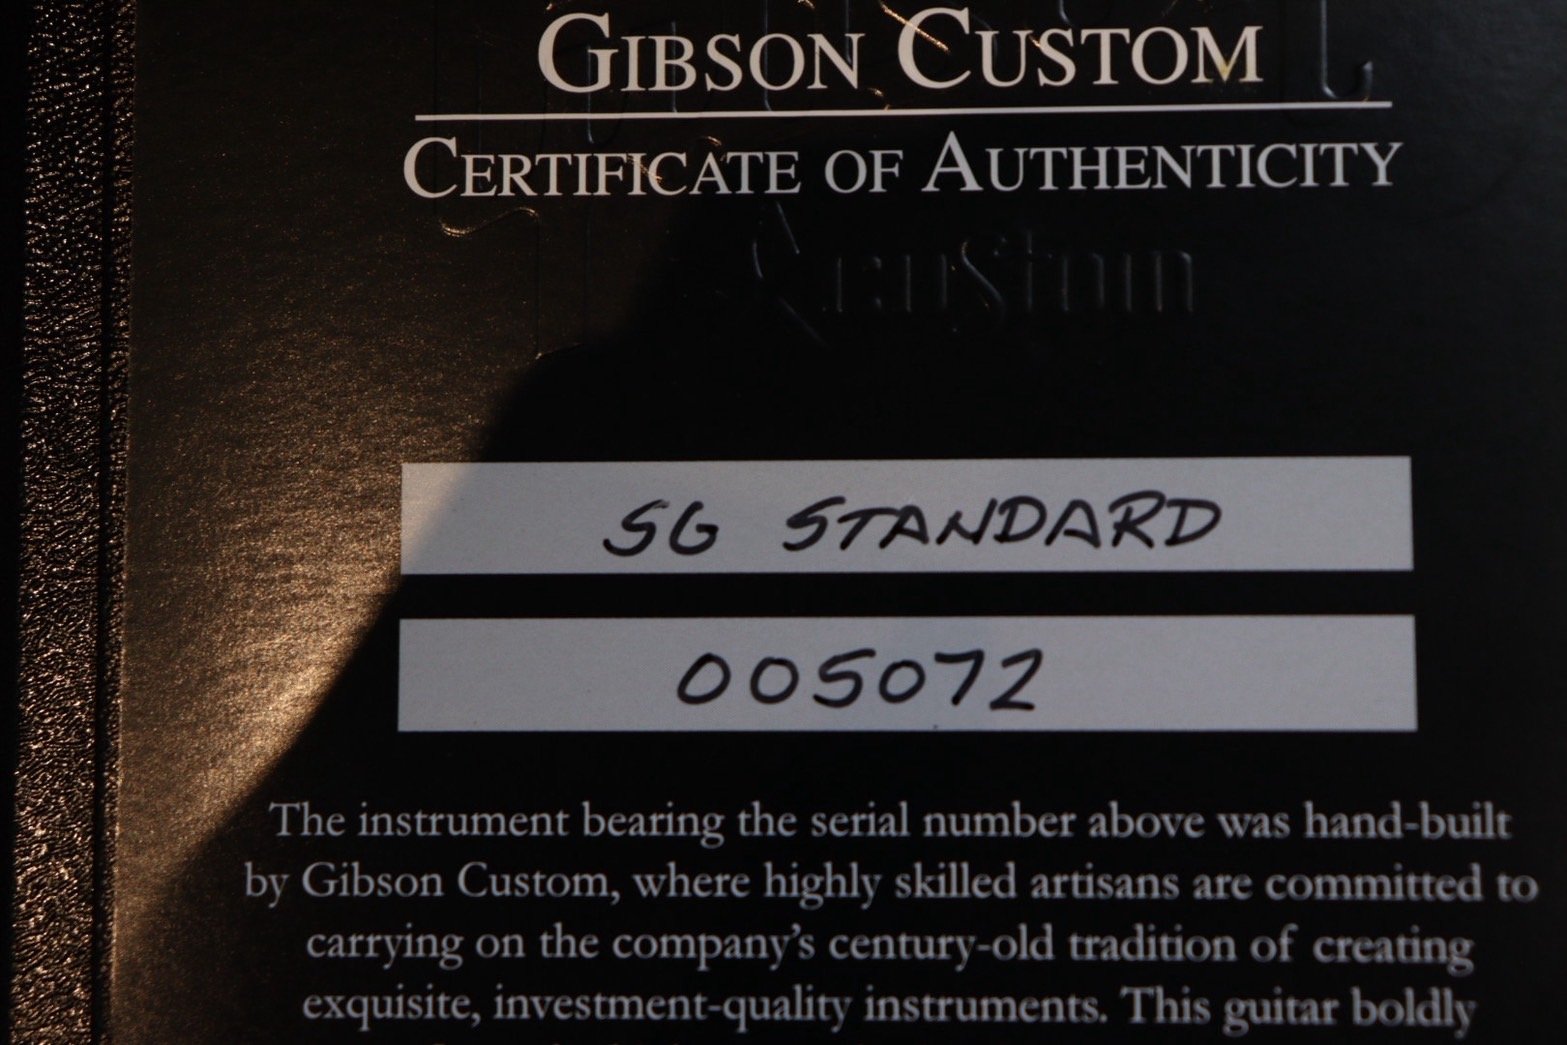 GIBSON CUSTOM
CERTIFICATE OF AUTHENTICITY
Custom
SG STANDARD
005072
The instrument bearing the serial number above was hand-built
by Gibson Custom, where highly skilled artisans are committed to
carrying on the company's century-old tradition of creating
exquisite, investment-quality instruments. This guitar boldly